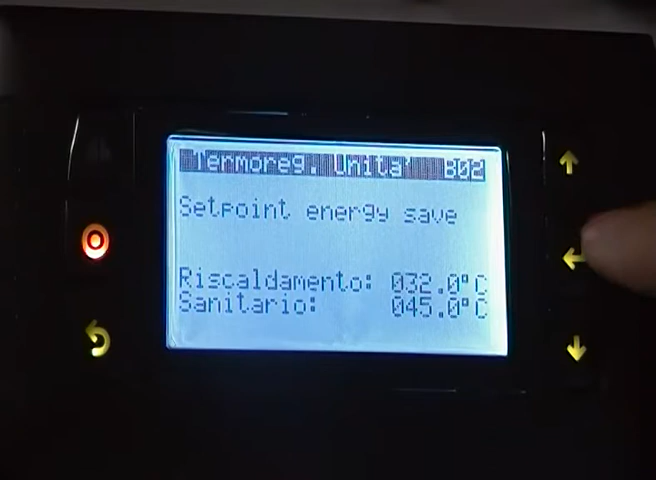 Termoreg. Unita' B02
Setpoint energy save
Riscaldamento: 032.0°C
Sanitario: 045.0°C